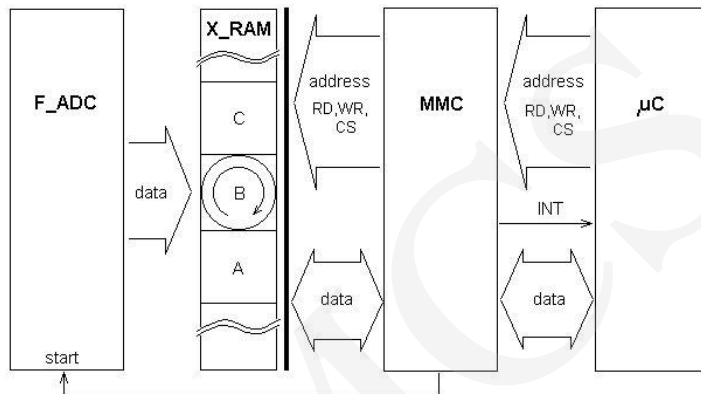 X_RAM
F_ADC
address
RD,WR,
CS
MMC
address
RD,WR,
CS
µC
C
data
B
INT
A
data
data
start